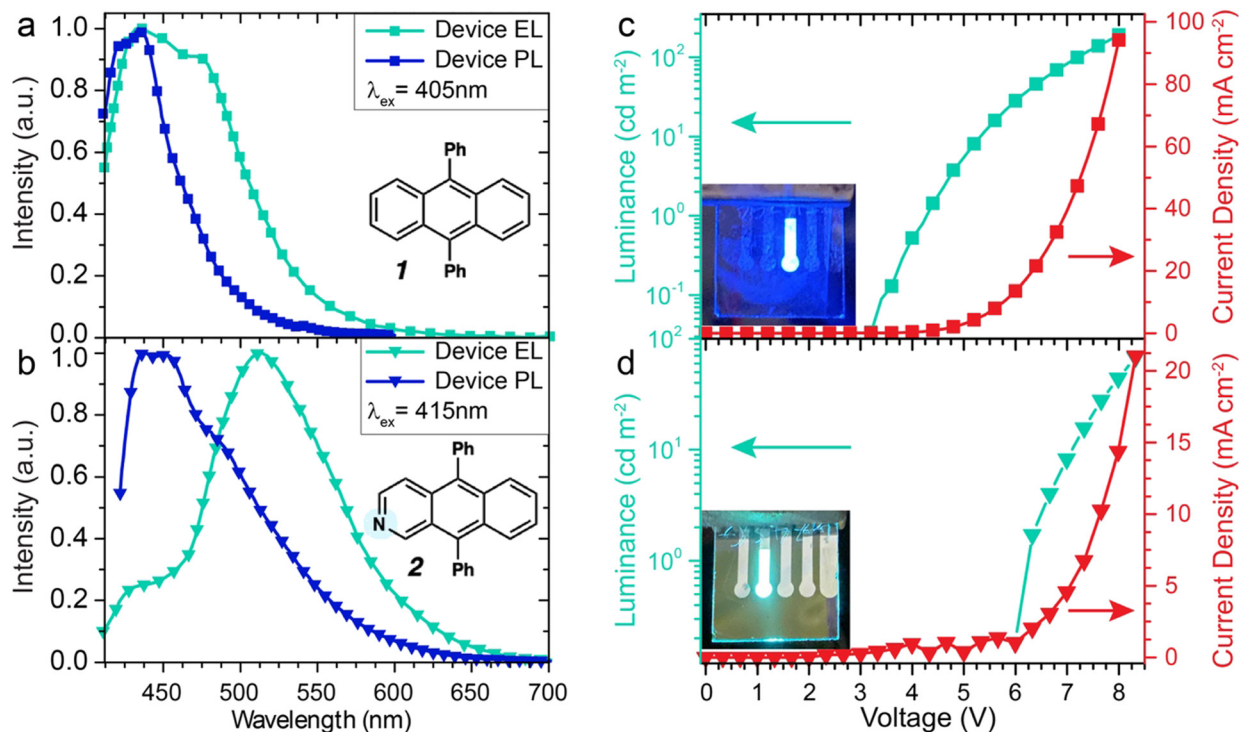 a
Device EL
Device PL
λex = 405nm
Ph
Ph
1
Intensity (a.u.)
1.0
0.8
0.6
0.4
0.2
0.0
b
Device EL
Device PL
λex = 415nm
Ph
N
Ph
2
Intensity (a.u.)
1.0
0.8
0.6
0.4
0.2
0.0
450 500 550 600 650 700
Wavelength (nm)
c
Luminance (cd m-2)
10²
10¹
10⁰
10-1
Current Density (mA cm-2)
100
80
60
40
20
0
d
Luminance (cd m-2)
10²
10¹
10⁰
Current Density (mA cm-2)
20
15
10
5
0
0 1 2 3 4 5 6 7 8
Voltage (V)